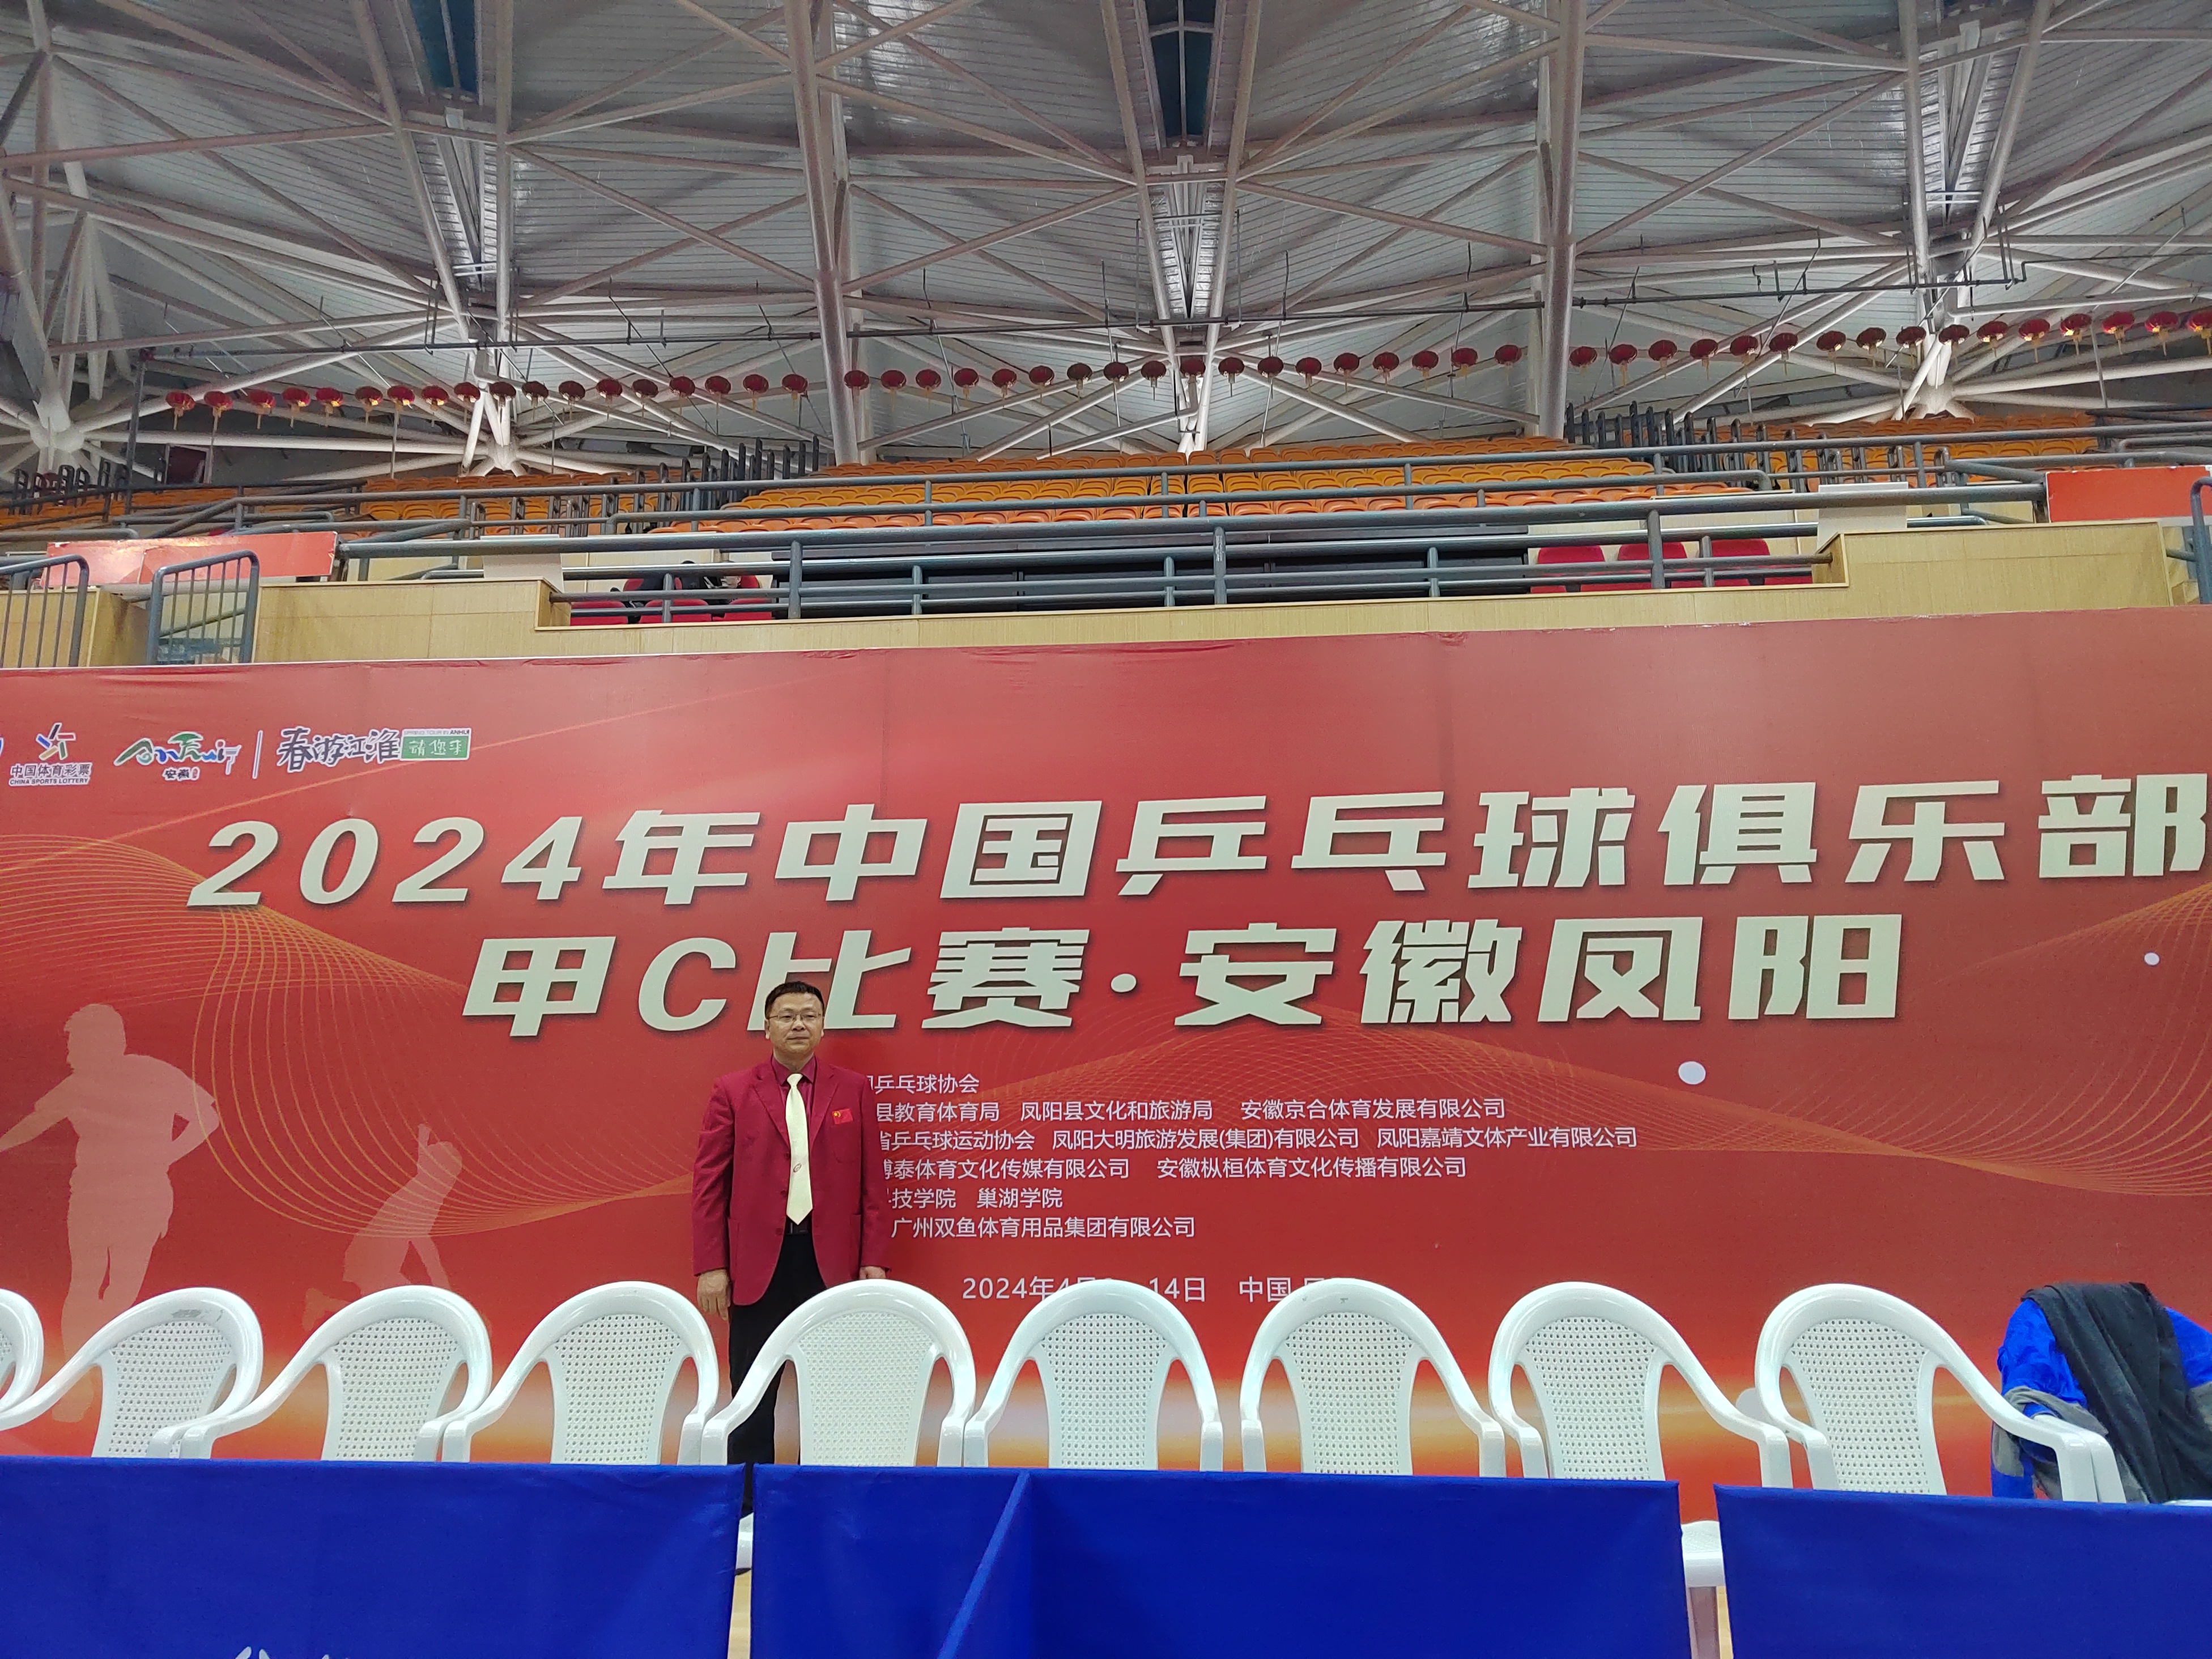 中国体育彩票
CHINA SPORTS LOTTERY
安徽
春游江淮
SPRING TOUR IN ANHUI
请您来
2024年中国乒乓球俱乐部
甲C比赛·安徽凤阳
乒乓球协会
县教育体育局 凤阳县文化和旅游局 安徽京合体育发展有限公司
省乒乓球运动协会 凤阳大明旅游发展(集团)有限公司 凤阳嘉靖文体产业有限公司
博泰体育文化传媒有限公司 安徽枞桓体育文化传播有限公司
技学院 巢湖学院
广州双鱼体育用品集团有限公司
2024年4月 14日 中国